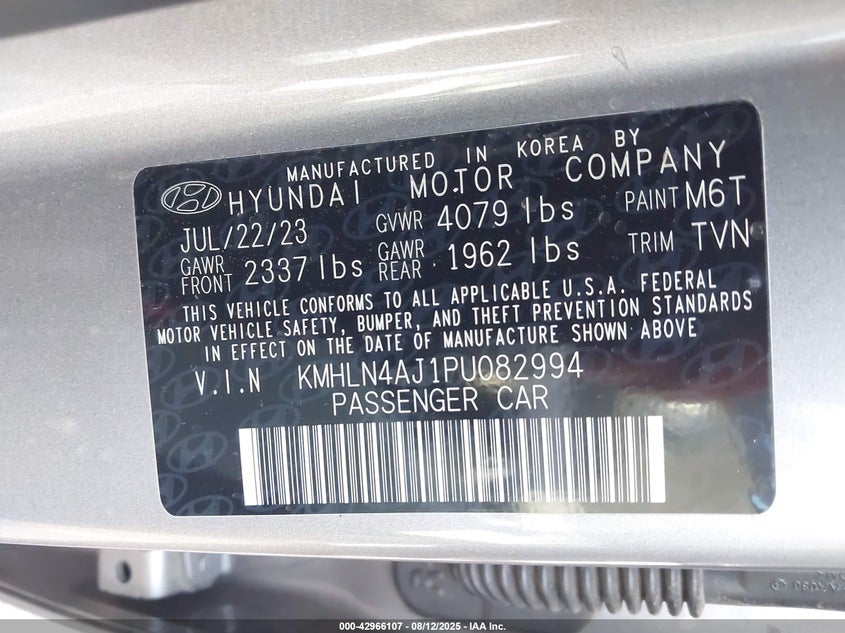 MANUFACTURED IN KOREA BY
HYUNDAI MOTOR COMPANY
JUL/22/23 GVWR 4079 lbs PAINT M6T
GAWR FRONT 2337 lbs GAWR REAR 1962 lbs TRIM TVN
THIS VEHICLE CONFORMS TO ALL APPLICABLE U.S.A. FEDERAL
MOTOR VEHICLE SAFETY, BUMPER, AND THEFT PREVENTION STANDARDS
IN EFFECT ON THE DATE OF MANUFACTURE SHOWN ABOVE
V.I.N KMHLN4AJ1PU082994
PASSENGER CAR
000-42966107 - 08/12/2025 - IAA Inc.